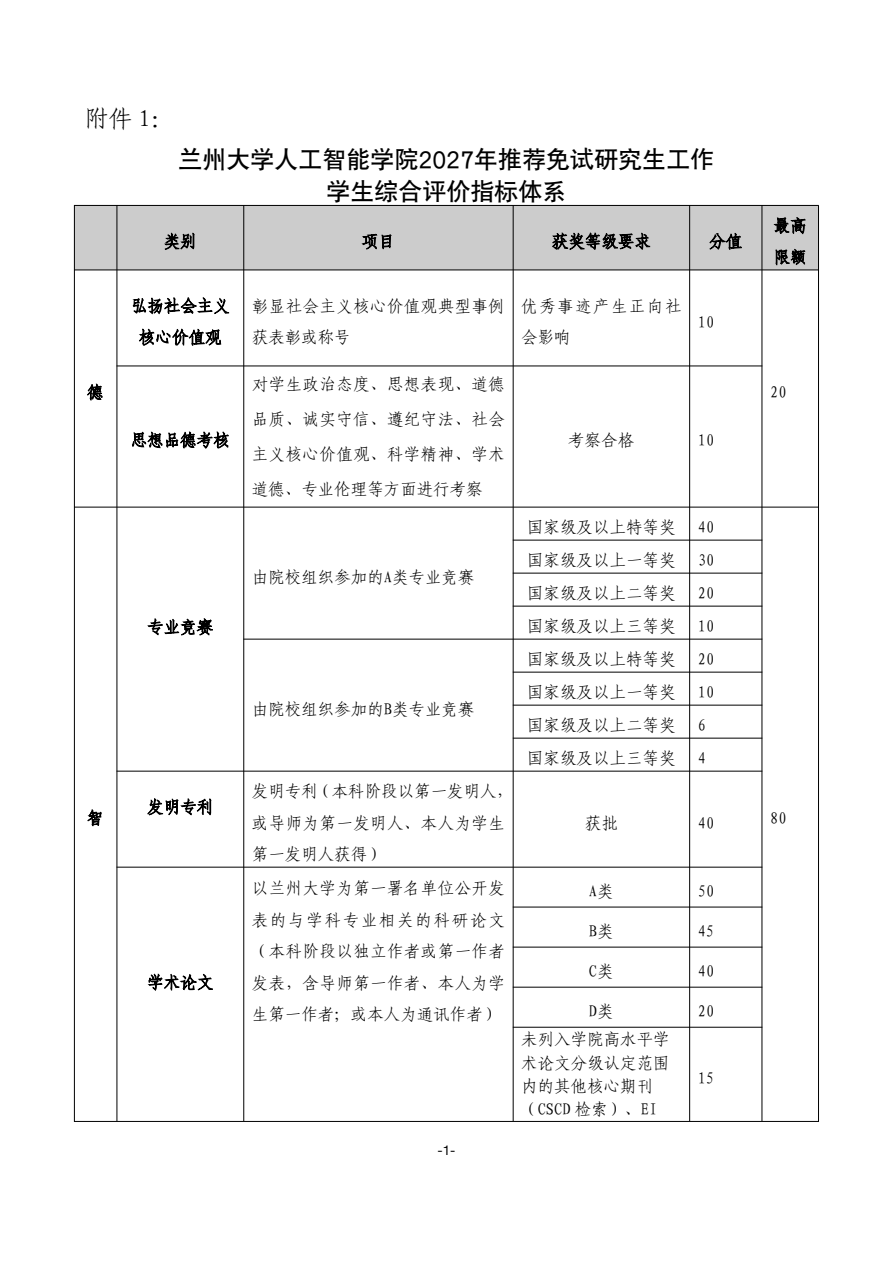 附件 1：
兰州大学人工智能学院2027年推荐免试研究生工作
学生综合评价指标体系
类别
项目
获奖等级要求
分值
最高
限额
德
弘扬社会主义
核心价值观
彰显社会主义核心价值观典型事例
获表彰或称号
优秀事迹产生正向社
会影响
10
20
思想品德考核
对学生政治态度、思想表现、道德
品质、诚实守信、遵纪守法、社会
主义核心价值观、科学精神、学术
道德、专业伦理等方面进行考察
考察合格
10
智
专业竞赛
由院校组织参加的A类专业竞赛
国家级及以上特等奖
40
国家级及以上一等奖
30
国家级及以上二等奖
20
国家级及以上三等奖
10
由院校组织参加的B类专业竞赛
国家级及以上特等奖
20
国家级及以上一等奖
10
国家级及以上二等奖
6
国家级及以上三等奖
4
80
发明专利
发明专利（本科阶段以第一发明人，
或导师为第一发明人、本人为学生
第一发明人获得）
获批
40
学术论文
以兰州大学为第一署名单位公开发
表的与学科专业相关的科研论文
（本科阶段以独立作者或第一作者
发表，含导师第一作者、本人为学
生第一作者；或本人为通讯作者）
A类
50
B类
45
C类
40
D类
20
未列入学院高水平学
术论文分级认定范围
内的其他核心期刊
（CSCD 检索）、EI
15
-1-